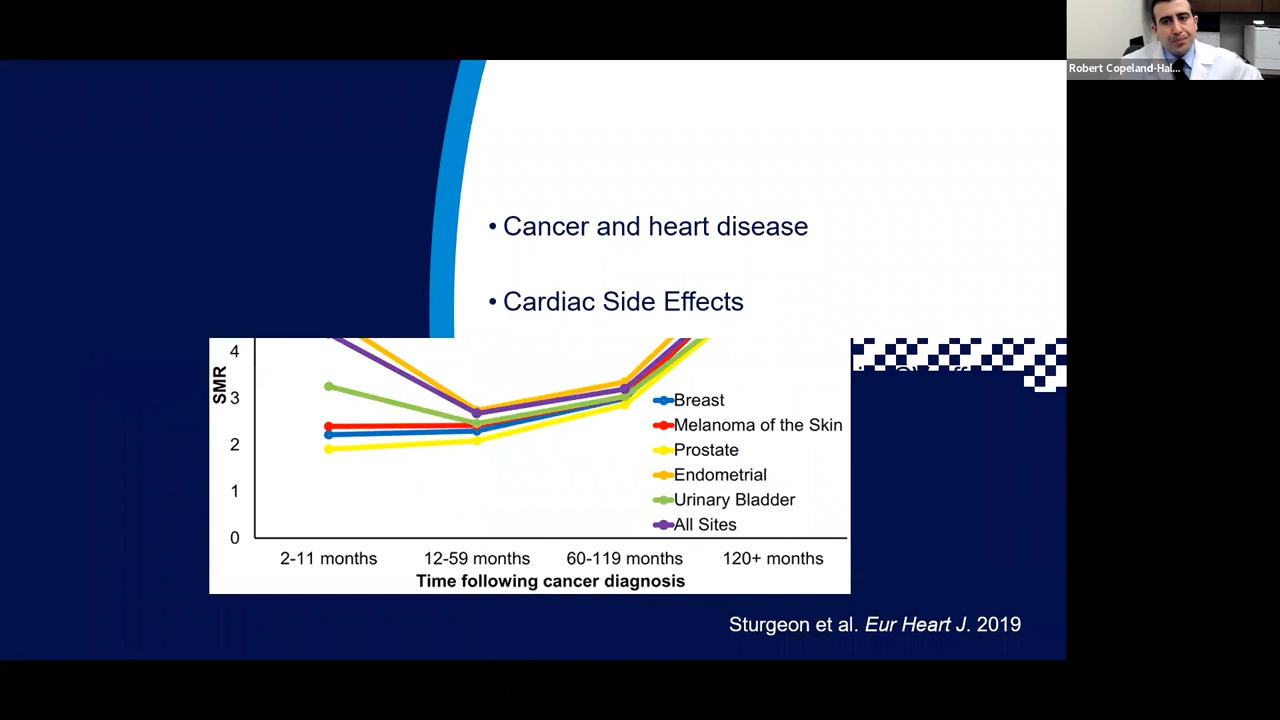 Robert Copeland-Hal...
• Cancer and heart disease
• Cardiac Side Effects
4
3
2
1
0
SMR
Breast
Melanoma of the Skin
Prostate
Endometrial
Urinary Bladder
All Sites
2-11 months 12-59 months 60-119 months 120+ months
Time following cancer diagnosis
Sturgeon et al. Eur Heart J. 2019